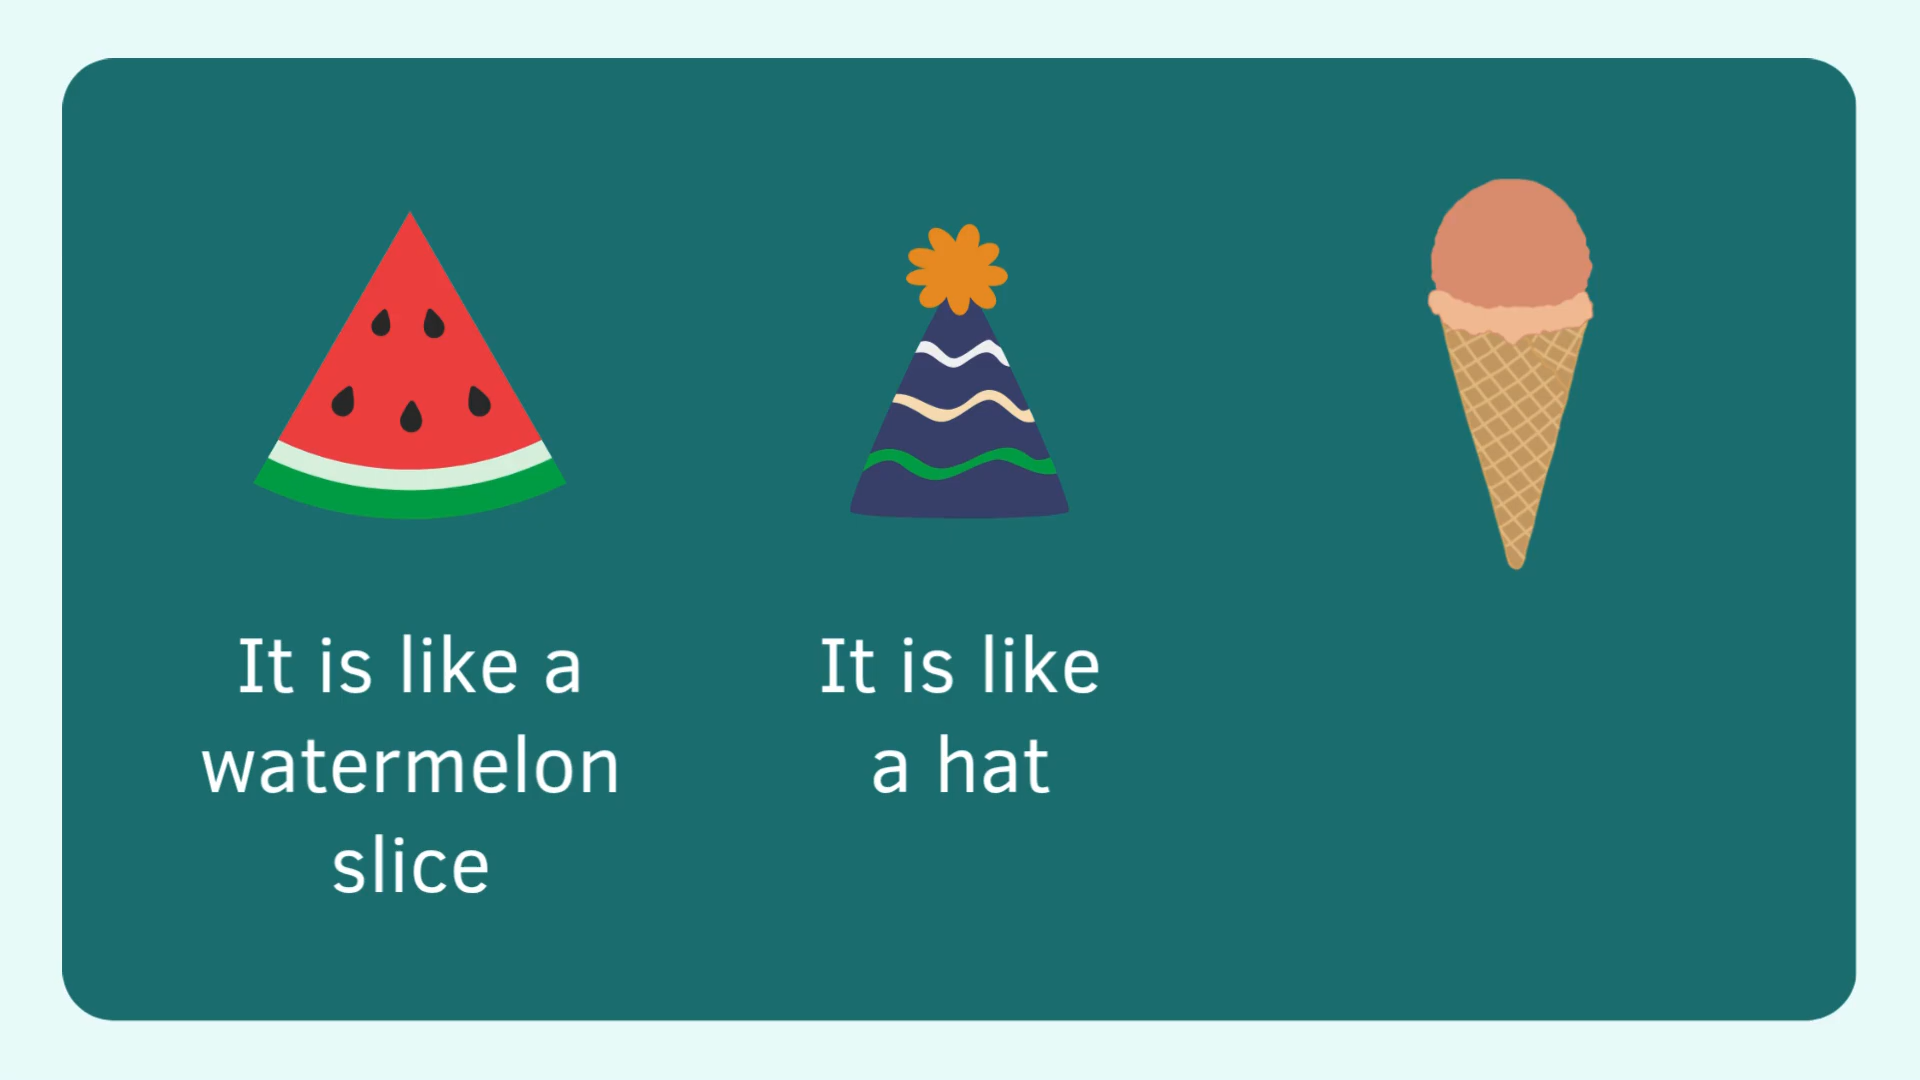 It is like a
watermelon
slice
It is like
a hat